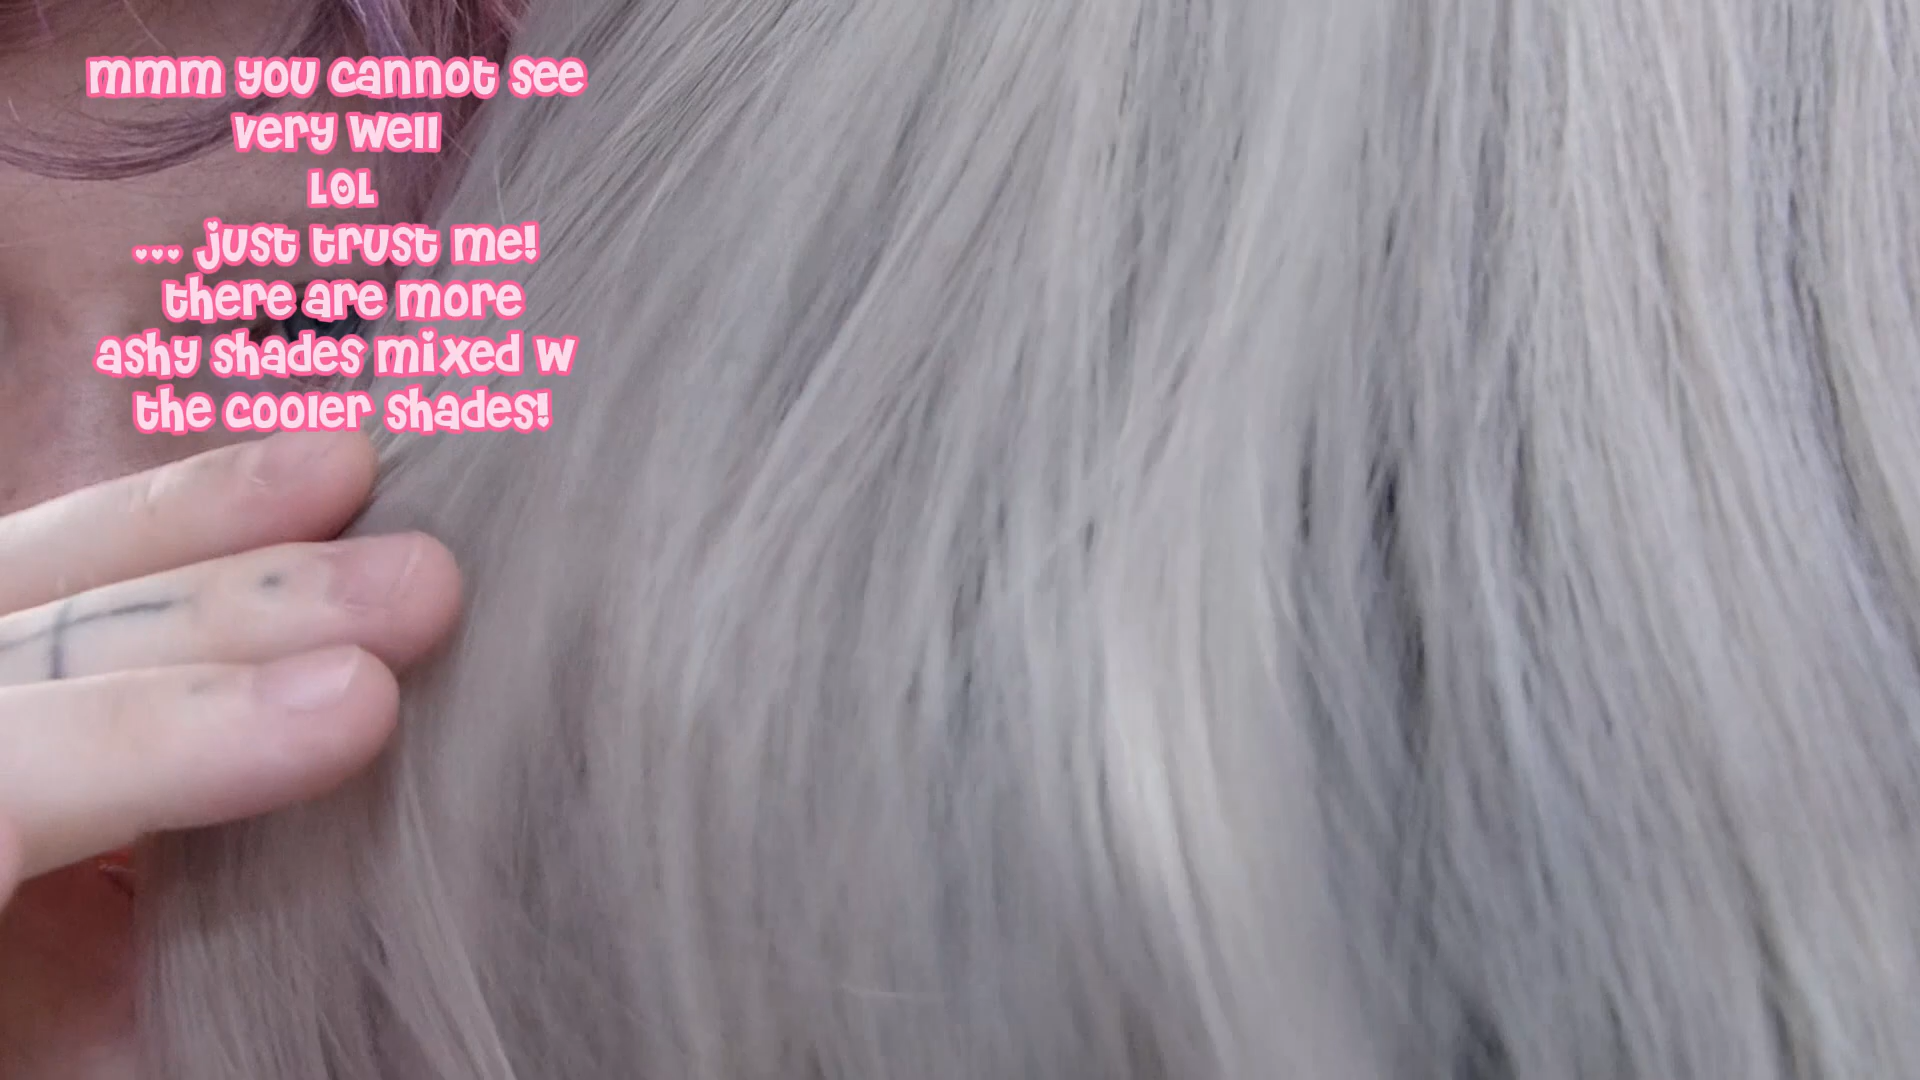 mmm you cannot see
very well
LOL
... just trust me!
there are more
ashy shades mixed w
the cooler shades!